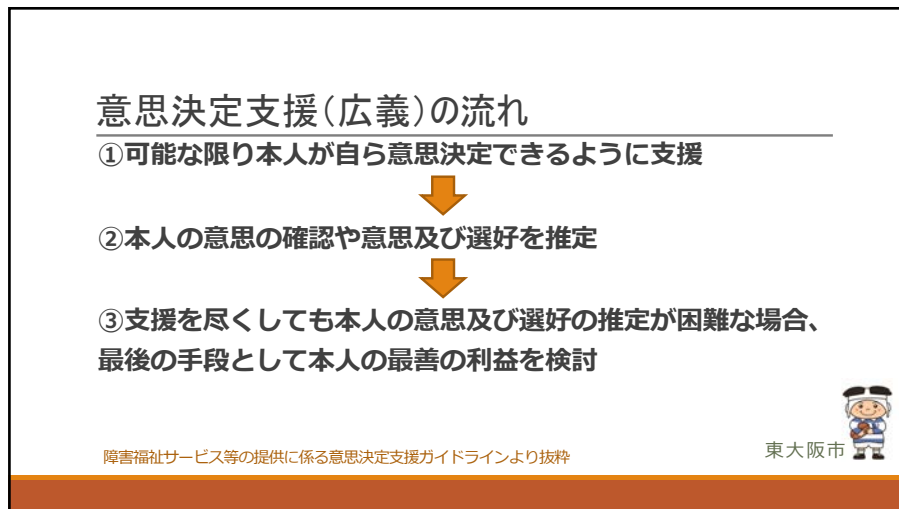 意思決定支援（広義）の流れ
①可能な限り本人が自ら意思決定できるように支援
②本人の意思の確認や意思及び選好を推定
③支援を尽くしても本人の意思及び選好の推定が困難な場合、
最後の手段として本人の最善の利益を検討
障害福祉サービス等の提供に係る意思決定支援ガイドラインより抜粋
東大阪市